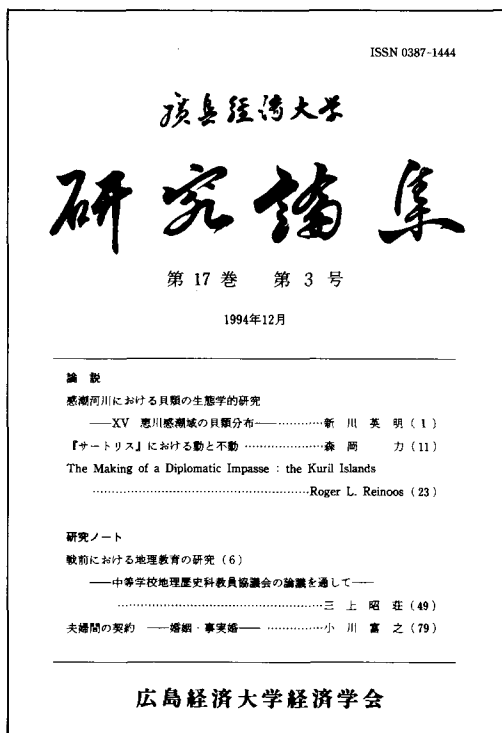 ISSN 0387-1444
廣島経済大学
研究論集
第17巻 第3号
1994年12月
論説
感潮河川における貝類の生態学的研究
——XV 恵川感潮域の貝類分布——…………新川英明(1)
『サートリス』における動と不動………………森岡 力(11)
The Making of a Diplomatic Impasse : the Kuril Islands
………………………………………………Roger L. Reinoos (23)
研究ノート
戦前における地理教育の研究(6)
——中等学校地理歴史科教員協議会の論議を通して——
………………………………………………三上昭荘(49)
夫婦間の契約 ——婚姻・事実婚—— ……………小川富之(79)
広島経済大学経済学会